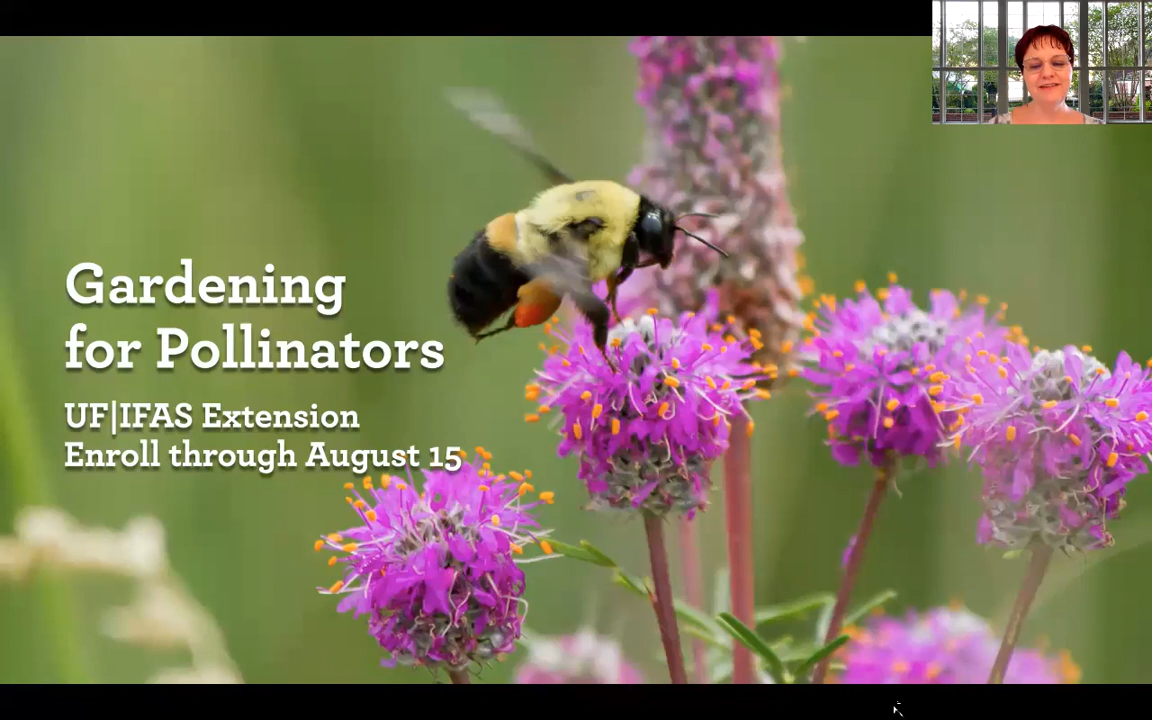 Gardening
for Pollinators
UF|IFAS Extension
Enroll through August 15